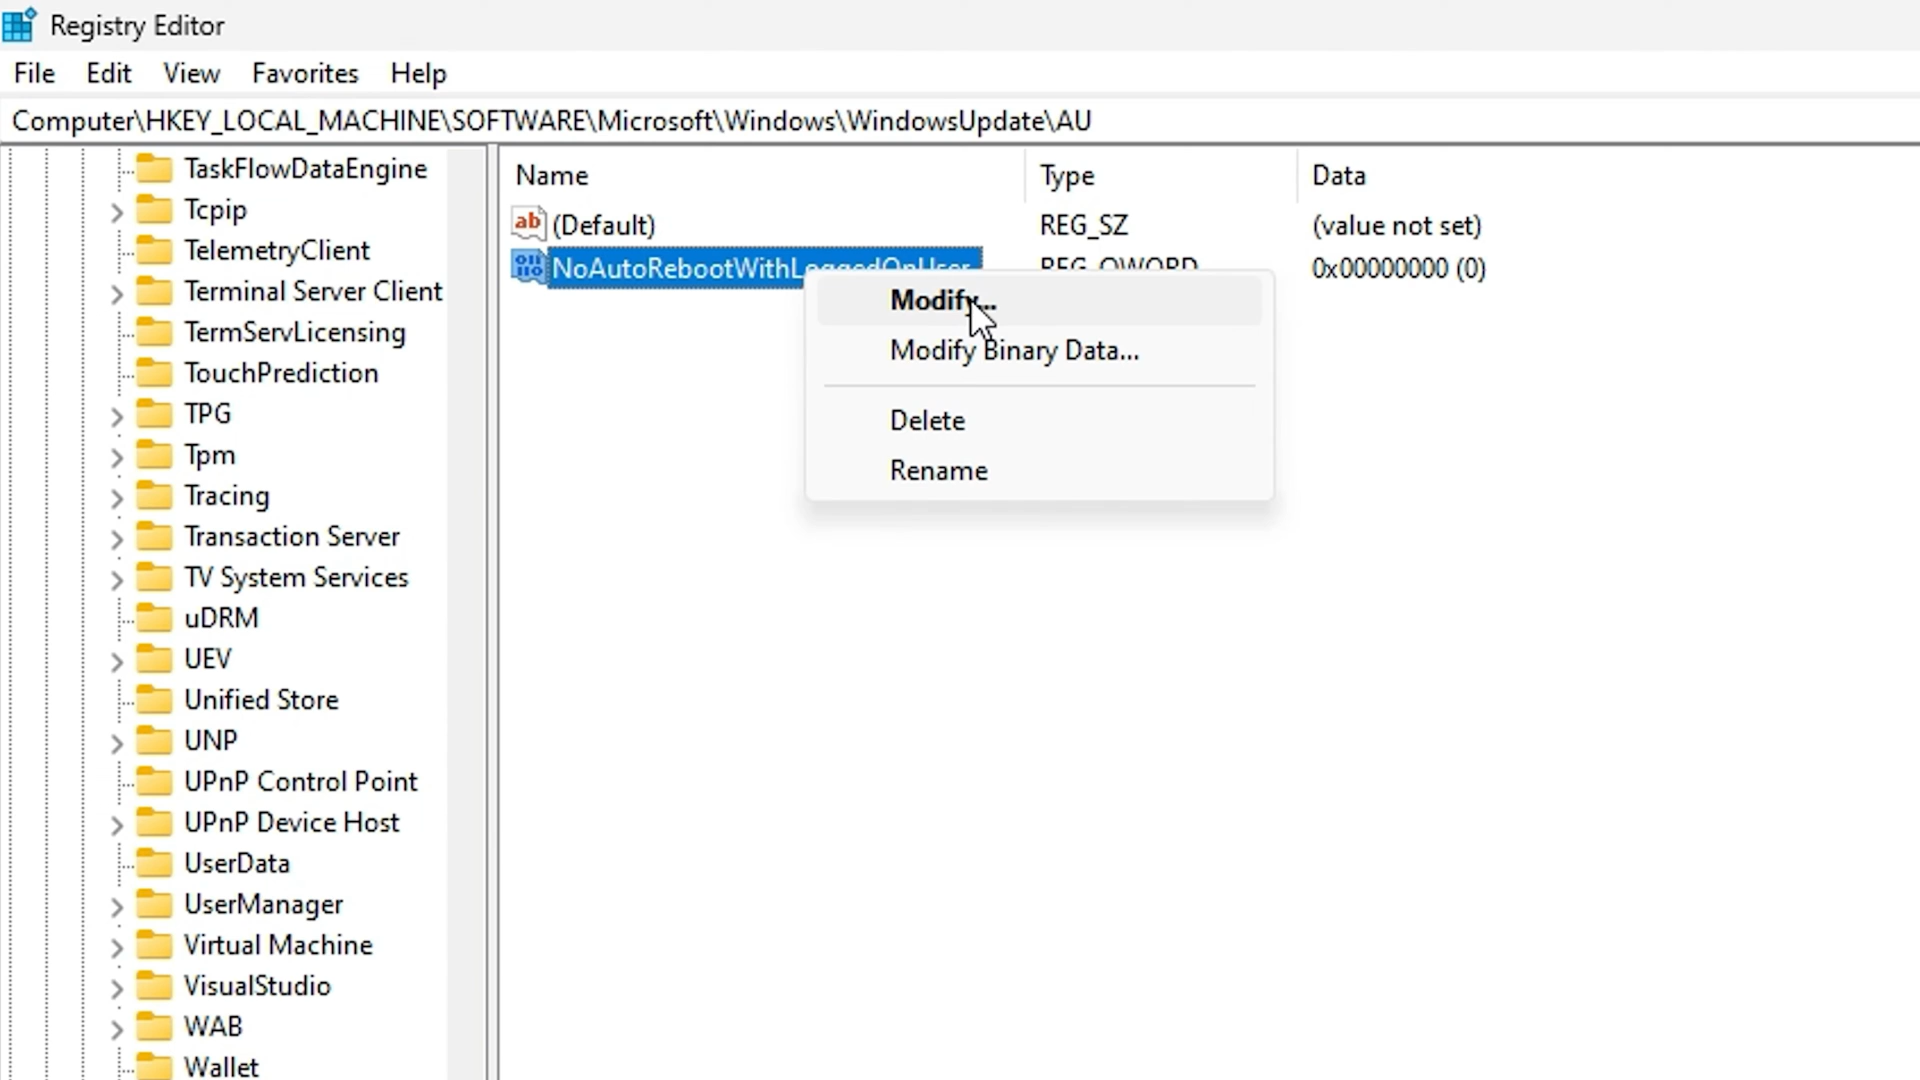 Registry Editor
File Edit View Favorites Help
Computer\HKEY_LOCAL_MACHINE\SOFTWARE\Microsoft\Windows\WindowsUpdate\AU
TaskFlowDataEngine
Tcpip
TelemetryClient
Terminal Server Client
TermServLicensing
TouchPrediction
TPG
Tpm
Tracing
Transaction Server
TV System Services
uDRM
UEV
Unified Store
UNP
UPnP Control Point
UPnP Device Host
UserData
UserManager
Virtual Machine
VisualStudio
WAB
Wallet
Name Type Data
ab (Default) REG_SZ (value not set)
NoAutoRebootWithLoggedOnUser REG_QWORD 0x00000000 (0)
Modify...
Modify Binary Data...
Delete
Rename